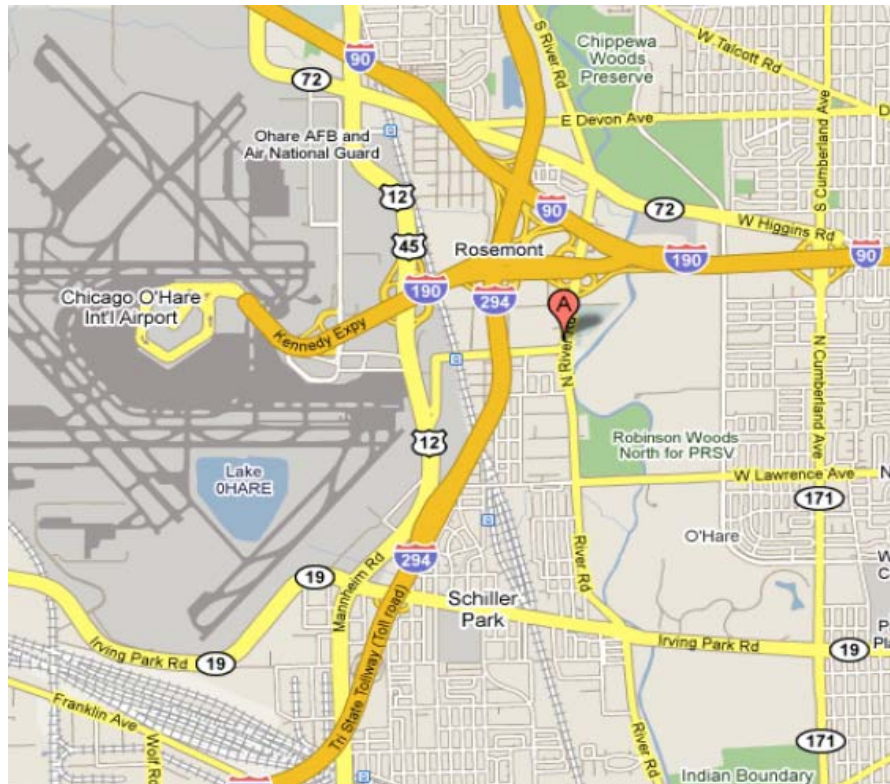 90
S River Rd
Chippewa
Woods
Preserve
W Talcott Rd
72
E Devon Ave
D
S Cumberland Ave
Ohare AFB and
Air National Guard
12
90
72
W Higgins Rd
45
Rosemont
190
90
190
294
Chicago O'Hare
Int'l Airport
Kennedy Expy
A
N River Rd
N Cumberland Ave
12
Robinson Woods
North for PRSV
W Lawrence Ave
N
Lake
0HARE
171
O'Hare
W
C
294
River Rd
19
Mannheim Rd
Schiller
Park
Irving Park Rd
19
P
Pla
Irving Park Rd
19
Tri State Tollway (Toll road)
Franklin Ave
Wolf Rd
River Rd
171
Indian Boundary